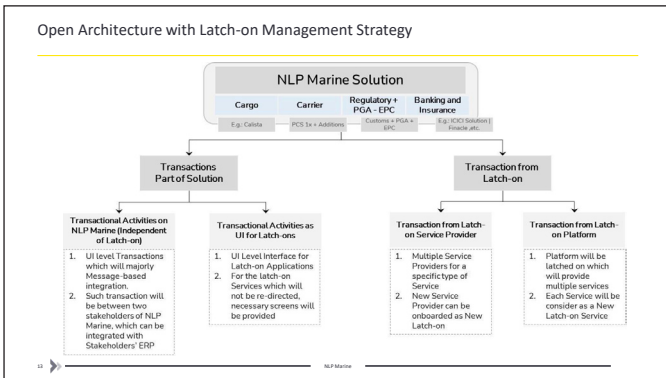 Open Architecture with Latch-on Management Strategy
NLP Marine Solution
Cargo
Carrier
Regulatory +
PGA - EPC
Banking and
Insurance
E.g.: Calista
PCS 1x + Additions
Customs + PGA +
EPC
E.g.: ICICI Solution |
Finacle ,etc.
Transactions
Part of Solution
Transaction from
Latch-on
Transactional Activities on
NLP Marine (Independent
of Latch-on)
1. UI level Transactions
which will majorly
Message-based
integration.
2. Such transaction will
be between two
stakeholders of NLP
Marine, which can be
integrated with
Stakeholders' ERP
Transactional Activities as
UI for Latch-ons
1. UI Level Interface for
Latch-on Applications
2. For the latch-on
Services which will
not be re-directed,
necessary screens will
be provided
Transaction from Latch-
on Service Provider
1. Multiple Service
Providers for a
specific type of
Service
2. New Service
Provider can be
onboarded as New
Latch-on
Transaction from Latch-
on Platform
1. Platform will be
latched on which
will provide
multiple services
2. Each Service will be
consider as a New
Latch-on Service
13
NLP Marine